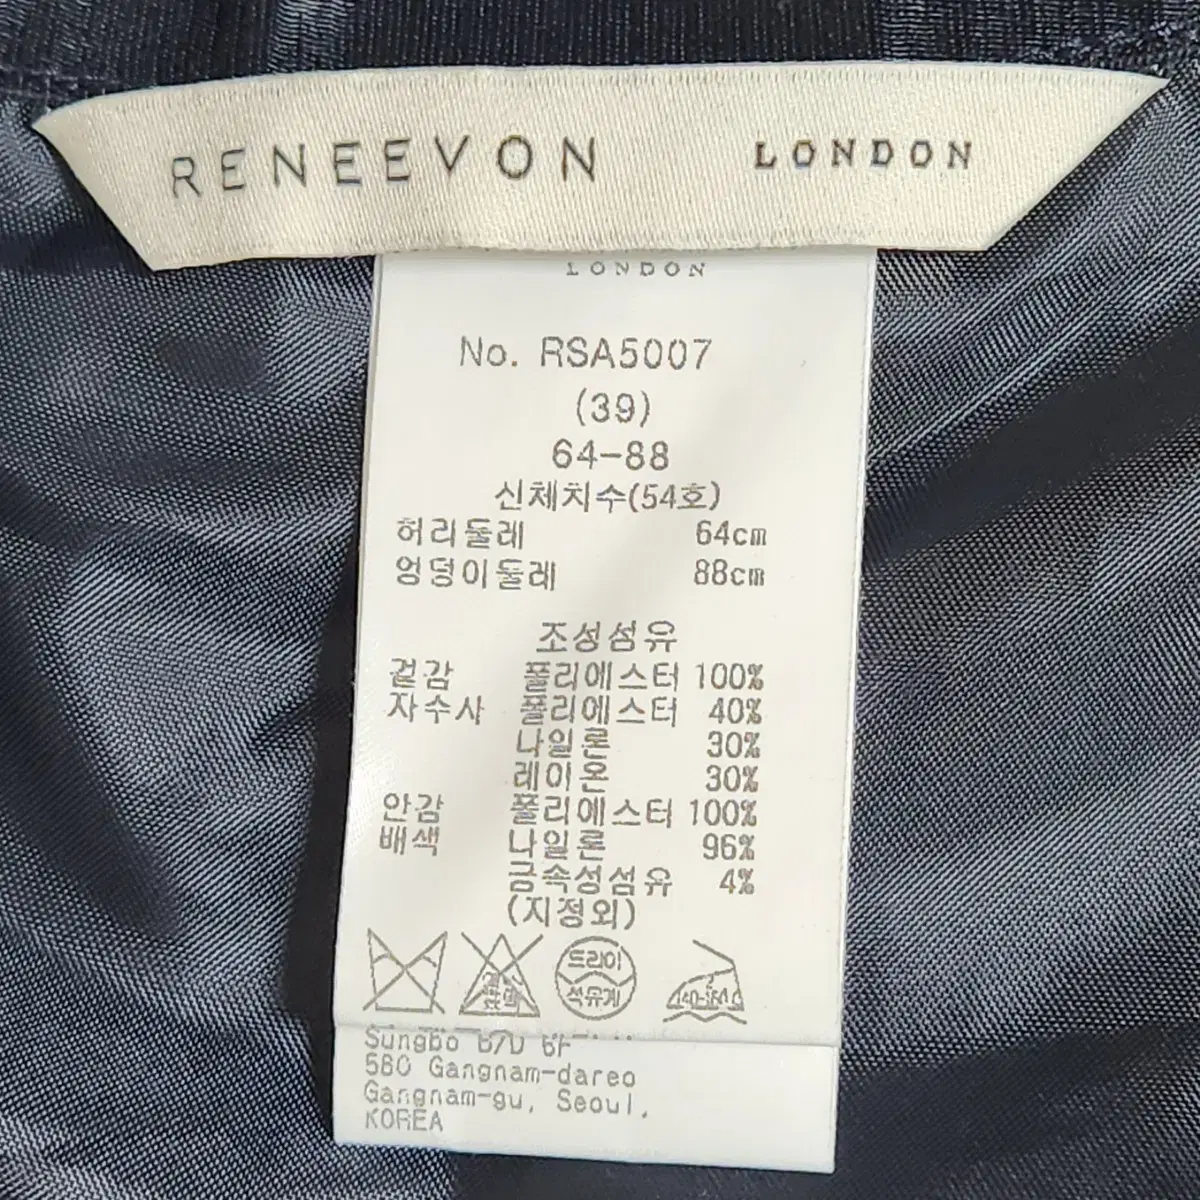 RENEEVON LONDON
LONDON
No. RSA5007
(39)
64-88
신체치수(54호)
허리둘레 64cm
엉덩이둘레 88cm
조성섬유
겉감 폴리에스터 100%
자수사 폴리에스터 40%
나일론 30%
레이온 30%
안감 폴리에스터 100%
배색 나일론 96%
금속성섬유 4%
(지정외)
드라이
석유계
Sungbo B/D
Gangnam-daero
Gangnam-gu, Seoul,
KOREA